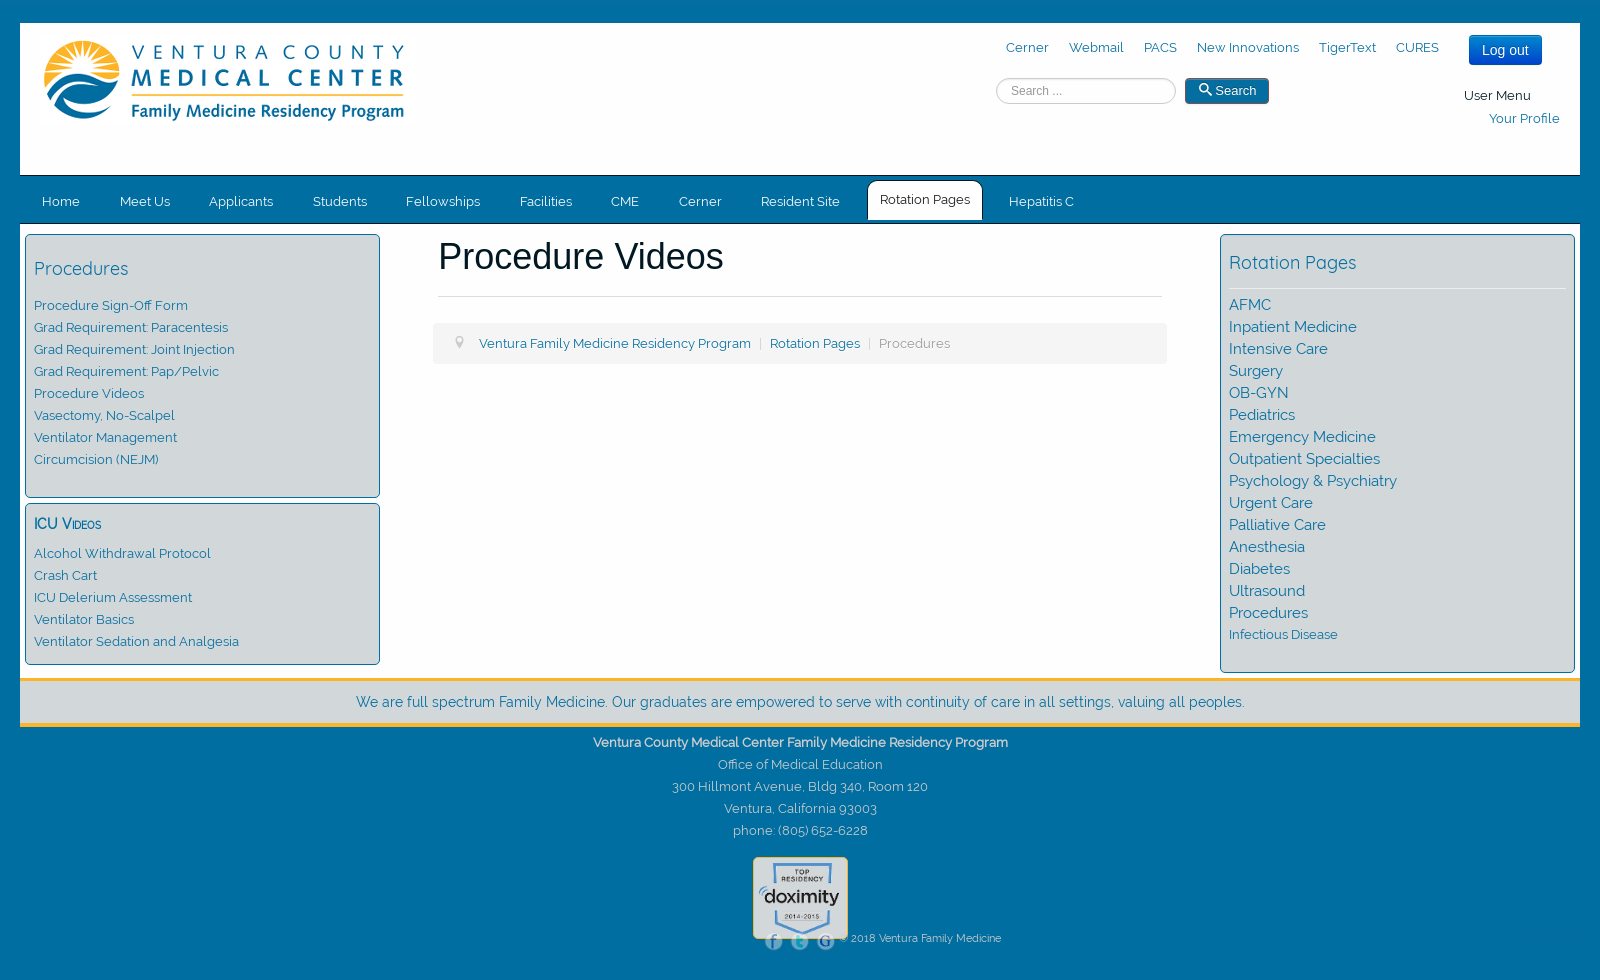 VENTURA COUNTY
MEDICAL CENTER
Family Medicine Residency Program
Cerner Webmail PACS New Innovations TigerText CURES Log out
Search ... Search
User Menu
Your Profile
Home Meet Us Applicants Students Fellowships Facilities CME Cerner Resident Site Rotation Pages Hepatitis C
Procedures
Procedure Sign-Off Form
Grad Requirement: Paracentesis
Grad Requirement: Joint Injection
Grad Requirement: Pap/Pelvic
Procedure Videos
Vasectomy, No-Scalpel
Ventilator Management
Circumcision (NEJM)
ICU Videos
Alcohol Withdrawal Protocol
Crash Cart
ICU Delerium Assessment
Ventilator Basics
Ventilator Sedation and Analgesia
Procedure Videos
Ventura Family Medicine Residency Program | Rotation Pages | Procedures
Rotation Pages
AFMC
Inpatient Medicine
Intensive Care
Surgery
OB-GYN
Pediatrics
Emergency Medicine
Outpatient Specialties
Psychology & Psychiatry
Urgent Care
Palliative Care
Anesthesia
Diabetes
Ultrasound
Procedures
Infectious Disease
We are full spectrum Family Medicine. Our graduates are empowered to serve with continuity of care in all settings, valuing all peoples.
Ventura County Medical Center Family Medicine Residency Program
Office of Medical Education
300 Hillmont Avenue, Bldg 340, Room 120
Ventura, California 93003
phone: (805) 652-6228
TOP
RESIDENCY
doximity
2014-2015
f t G © 2018 Ventura Family Medicine